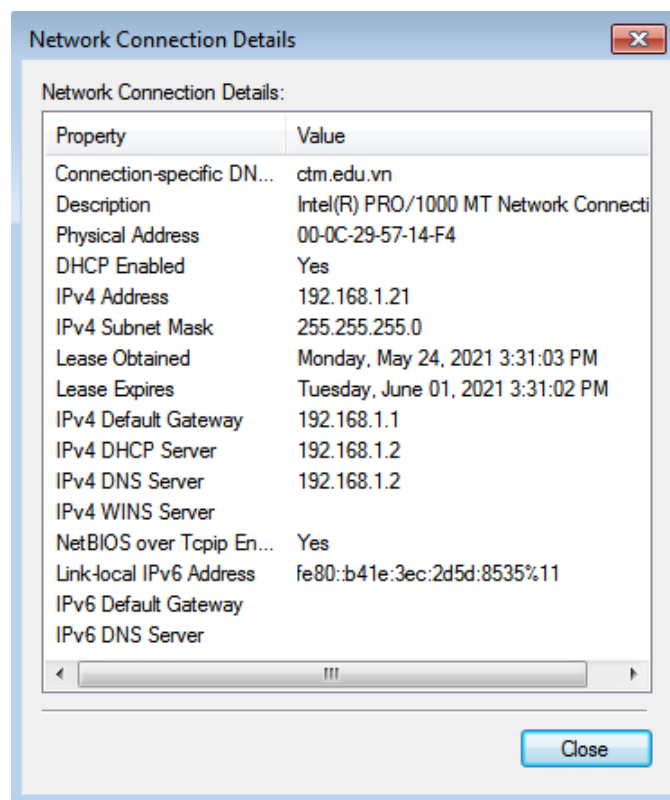 Network Connection Details
Network Connection Details:
Property Value
Connection-specific DN... ctm.edu.vn
Description Intel(R) PRO/1000 MT Network Connecti
Physical Address 00-0C-29-57-14-F4
DHCP Enabled Yes
IPv4 Address 192.168.1.21
IPv4 Subnet Mask 255.255.255.0
Lease Obtained Monday, May 24, 2021 3:31:03 PM
Lease Expires Tuesday, June 01, 2021 3:31:02 PM
IPv4 Default Gateway 192.168.1.1
IPv4 DHCP Server 192.168.1.2
IPv4 DNS Server 192.168.1.2
IPv4 WINS Server
NetBIOS over Tcpip En... Yes
Link-local IPv6 Address fe80::b41e:3ec:2d5d:8535%11
IPv6 Default Gateway
IPv6 DNS Server
Close